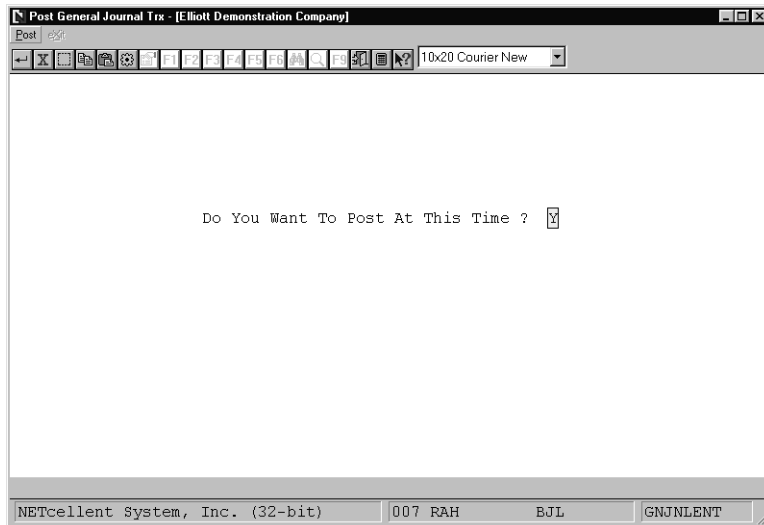 Post General Journal Trx - [Elliott Demonstration Company]
Post eXit
X F1 F2 F3 F4 F5 F6 F9 ? 10x20 Courier New
Do You Want To Post At This Time ? Y
NETcellent System, Inc. (32-bit) 007 RAH BJL GNJNLENT